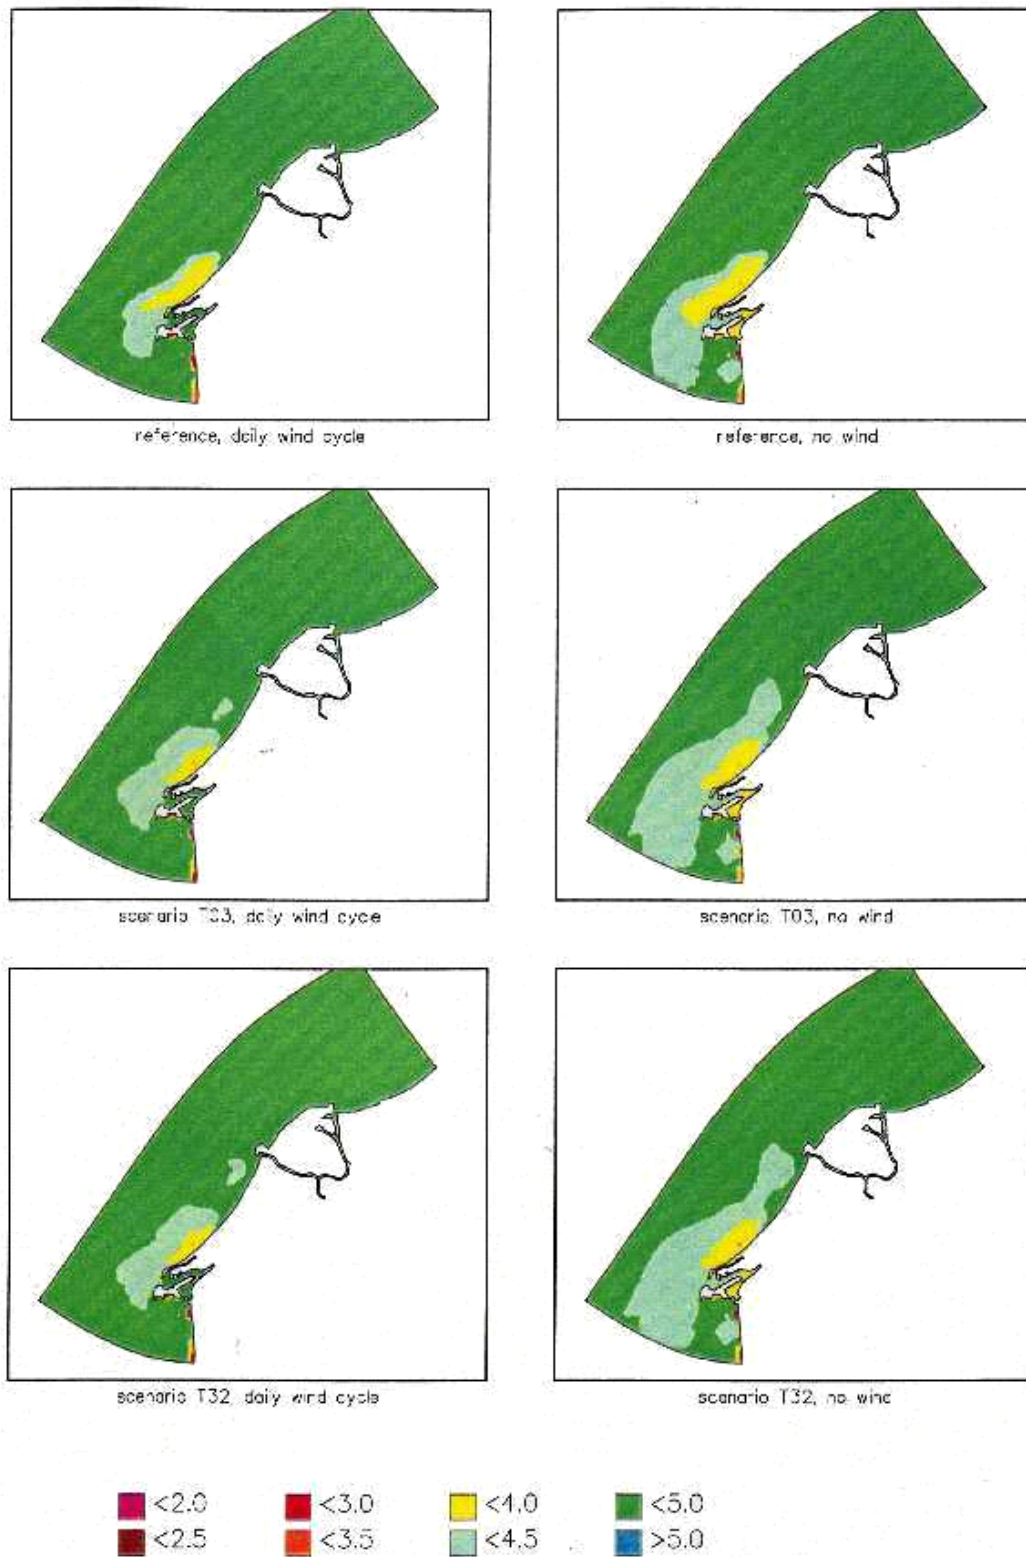 reference, daily wind cycle
reference, no wind
scenario T03, daily wind cycle
scenario T03, no wind
scenario T32, daily wind cycle
scenario T32, no wind
<2.0 <3.0 <4.0 <5.0
<2.5 <3.5 <4.5 >5.0